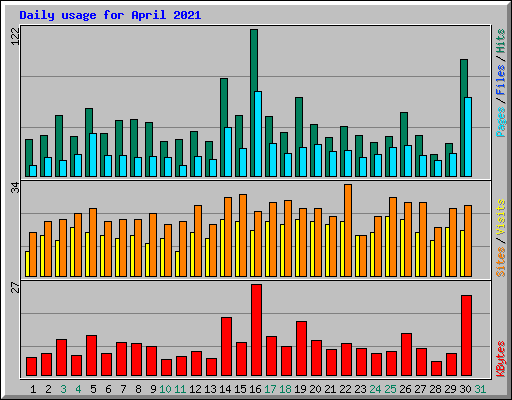 Daily usage for April 2021
122
Pages / Files / Hits
34
Sites / Visits
27
KBytes
1 2 3 4 5 6 7 8 9 10 11 12 13 14 15 16 17 18 19 20 21 22 23 24 25 26 27 28 29 30 31